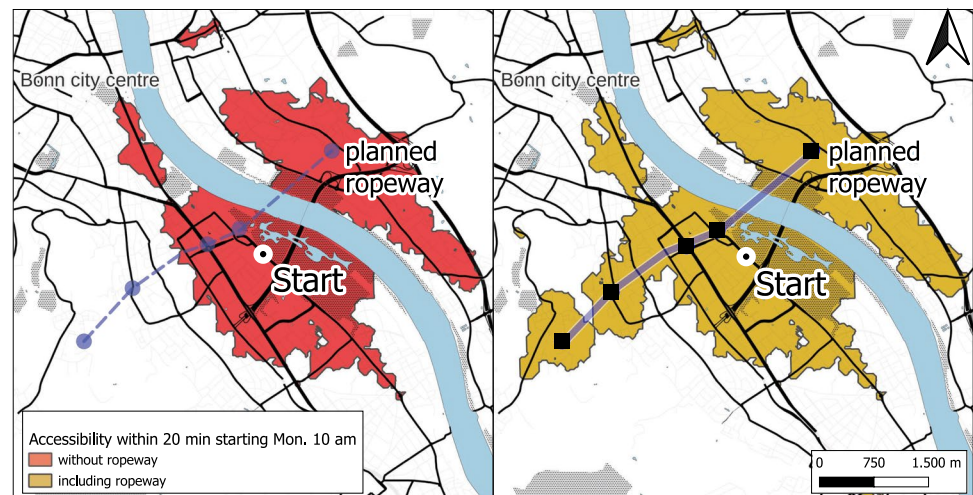 Bonn city centre
planned
ropeway
Start
Accessibility within 20 min starting Mon. 10 am
without ropeway
including ropeway
Bonn city centre
planned
ropeway
Start
0 750 1.500 m